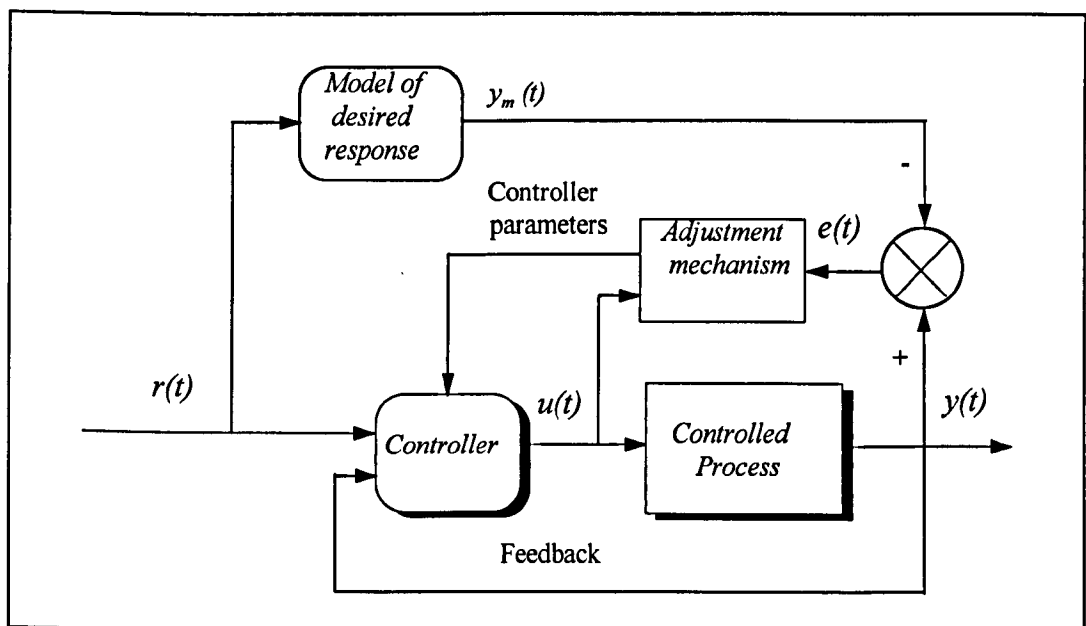 Model of
desired
response
y_m (t)
-
Controller
parameters
Adjustment
mechanism
e(t)
+
r(t)
u(t)
y(t)
Controller
Controlled
Process
Feedback